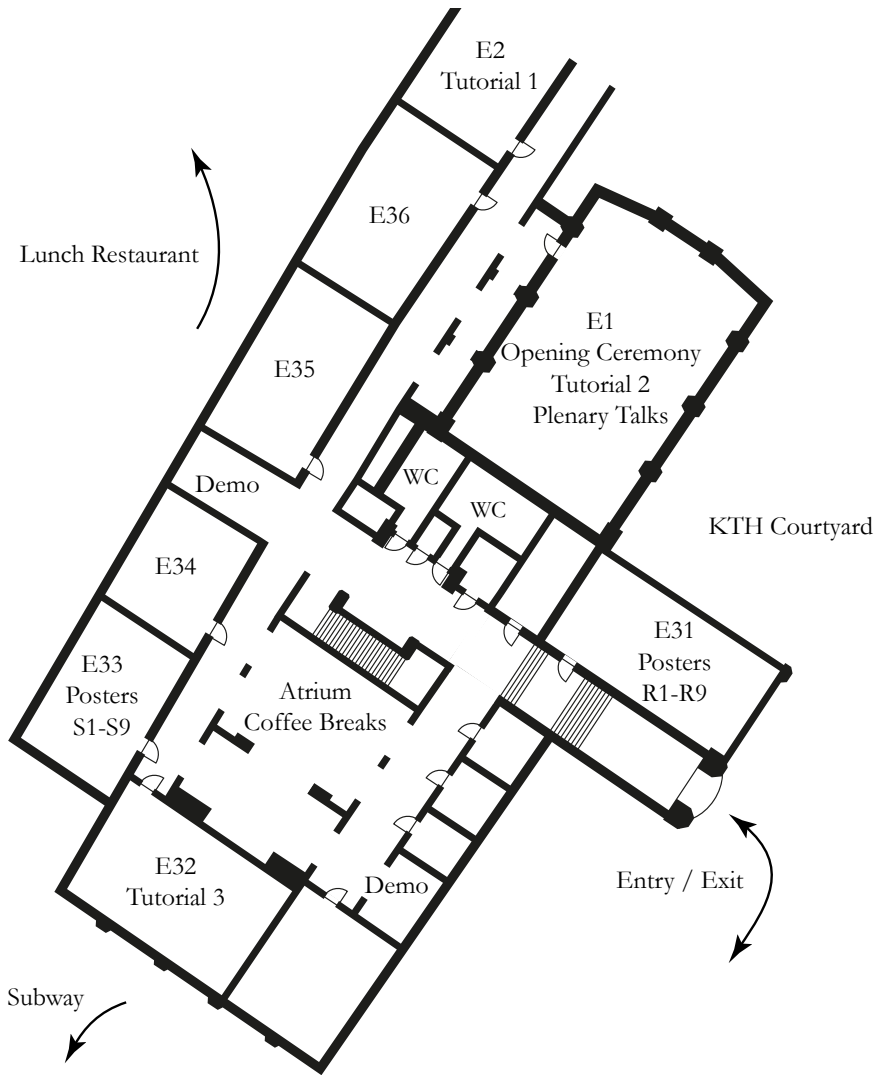 E2
Tutorial 1
E36
Lunch Restaurant
E1
Opening Ceremony
Tutorial 2
Plenary Talks
E35
WC
Demo
WC
KTH Courtyard
E34
E31
Posters
R1-R9
E33
Posters
S1-S9
Atrium
Coffee Breaks
E32
Tutorial 3
Demo
Entry / Exit
Subway